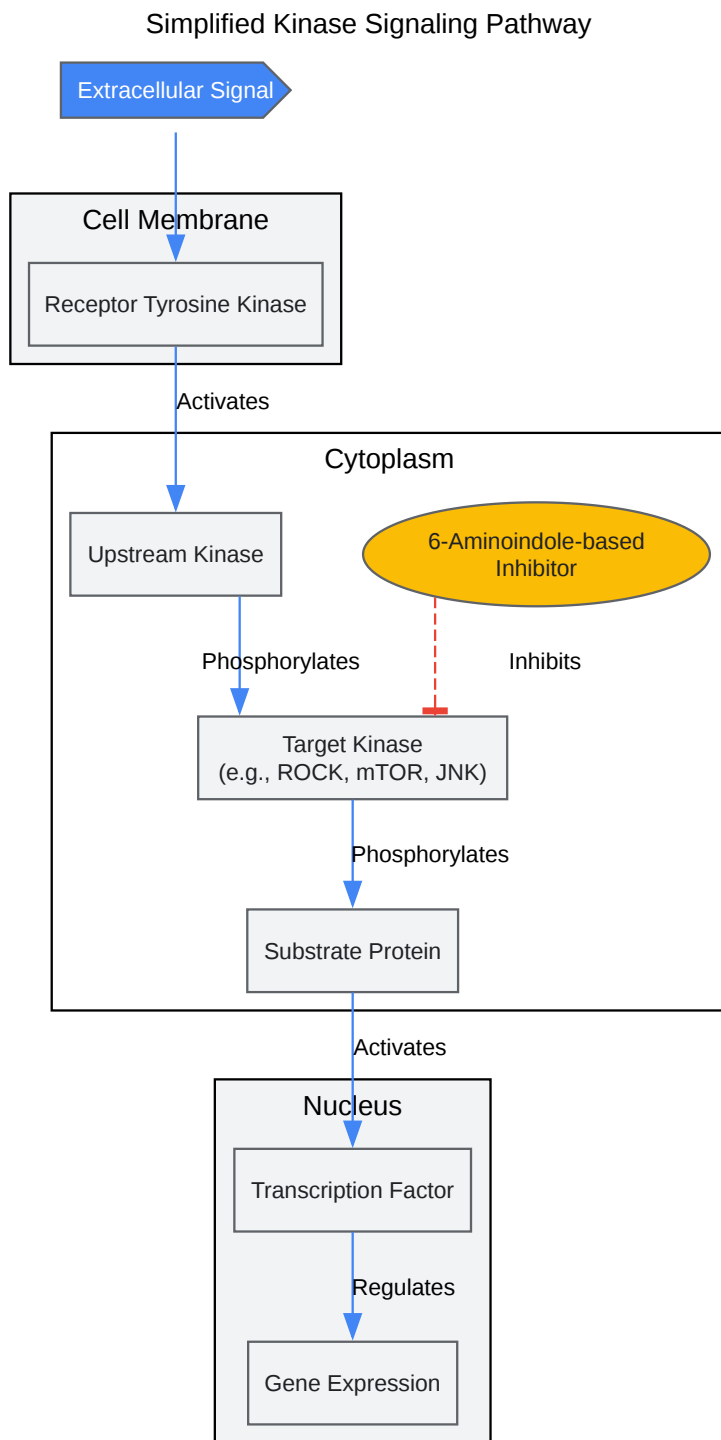 Simplified Kinase Signaling Pathway
Extracellular Signal
Cell Membrane
Receptor Tyrosine Kinase
Activates
Cytoplasm
Upstream Kinase
6-Aminoindole-based
Inhibitor
Phosphorylates
Inhibits
Target Kinase
(e.g., ROCK, mTOR, JNK)
Phosphorylates
Substrate Protein
Activates
Nucleus
Transcription Factor
Regulates
Gene Expression